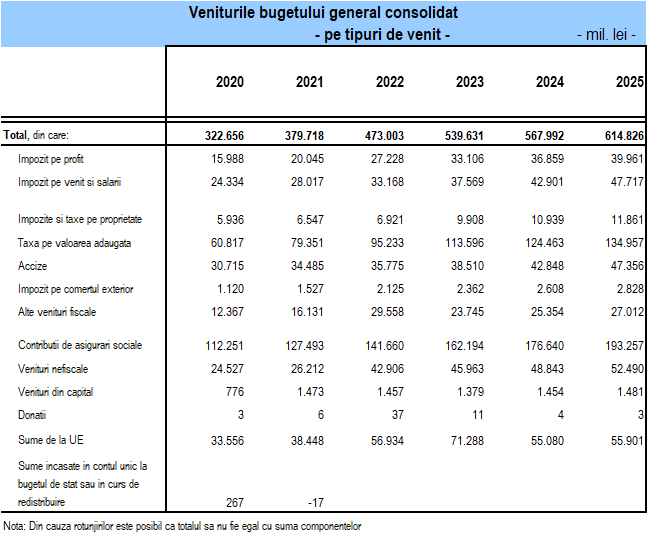 Veniturile bugetului general consolidat
- pe tipuri de venit - - mil. lei -
2020 2021 2022 2023 2024 2025
Total, din care: 322.656 379.718 473.003 539.631 567.992 614.826
Impozit pe profit 15.988 20.045 27.228 33.106 36.859 39.961
Impozit pe venit si salarii 24.334 28.017 33.168 37.569 42.901 47.717
Impozite si taxe pe proprietate 5.936 6.547 6.921 9.908 10.939 11.861
Taxa pe valoarea adaugata 60.817 79.351 95.233 113.596 124.463 134.957
Accize 30.715 34.485 35.775 38.510 42.848 47.356
Impozit pe comertul exterior 1.120 1.527 2.125 2.362 2.608 2.828
Alte venituri fiscale 12.367 16.131 29.558 23.745 25.354 27.012
Contributii de asigurari sociale 112.251 127.493 141.660 162.194 176.640 193.257
Venituri nefiscale 24.527 26.212 42.906 45.963 48.843 52.490
Venituri din capital 776 1.473 1.457 1.379 1.454 1.481
Donatii 3 6 37 11 4 3
Sume de la UE 33.556 38.448 56.934 71.288 55.080 55.901
Sume incasate in contul unic la
bugetul de stat sau in curs de
redistribuire 267 -17
Nota: Din cauza rotunjirilor este posibil ca totalul sa nu fie egal cu suma componentelor